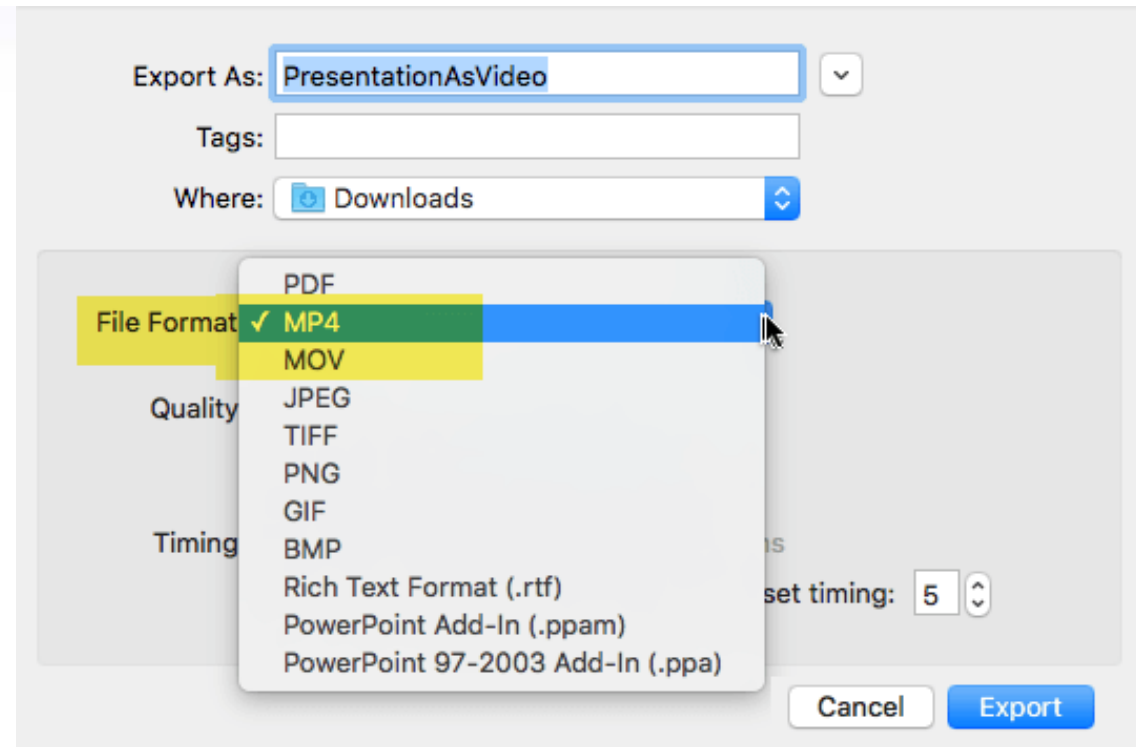 Export As: PresentationAsVideo
Tags:
Where: Downloads
PDF
File Format ✓ MP4
MOV
Quality JPEG
TIFF
PNG
GIF
Timing BMP
Rich Text Format (.rtf)
set timing: 5
PowerPoint Add-In (.ppam)
PowerPoint 97-2003 Add-In (.ppa)
Cancel Export